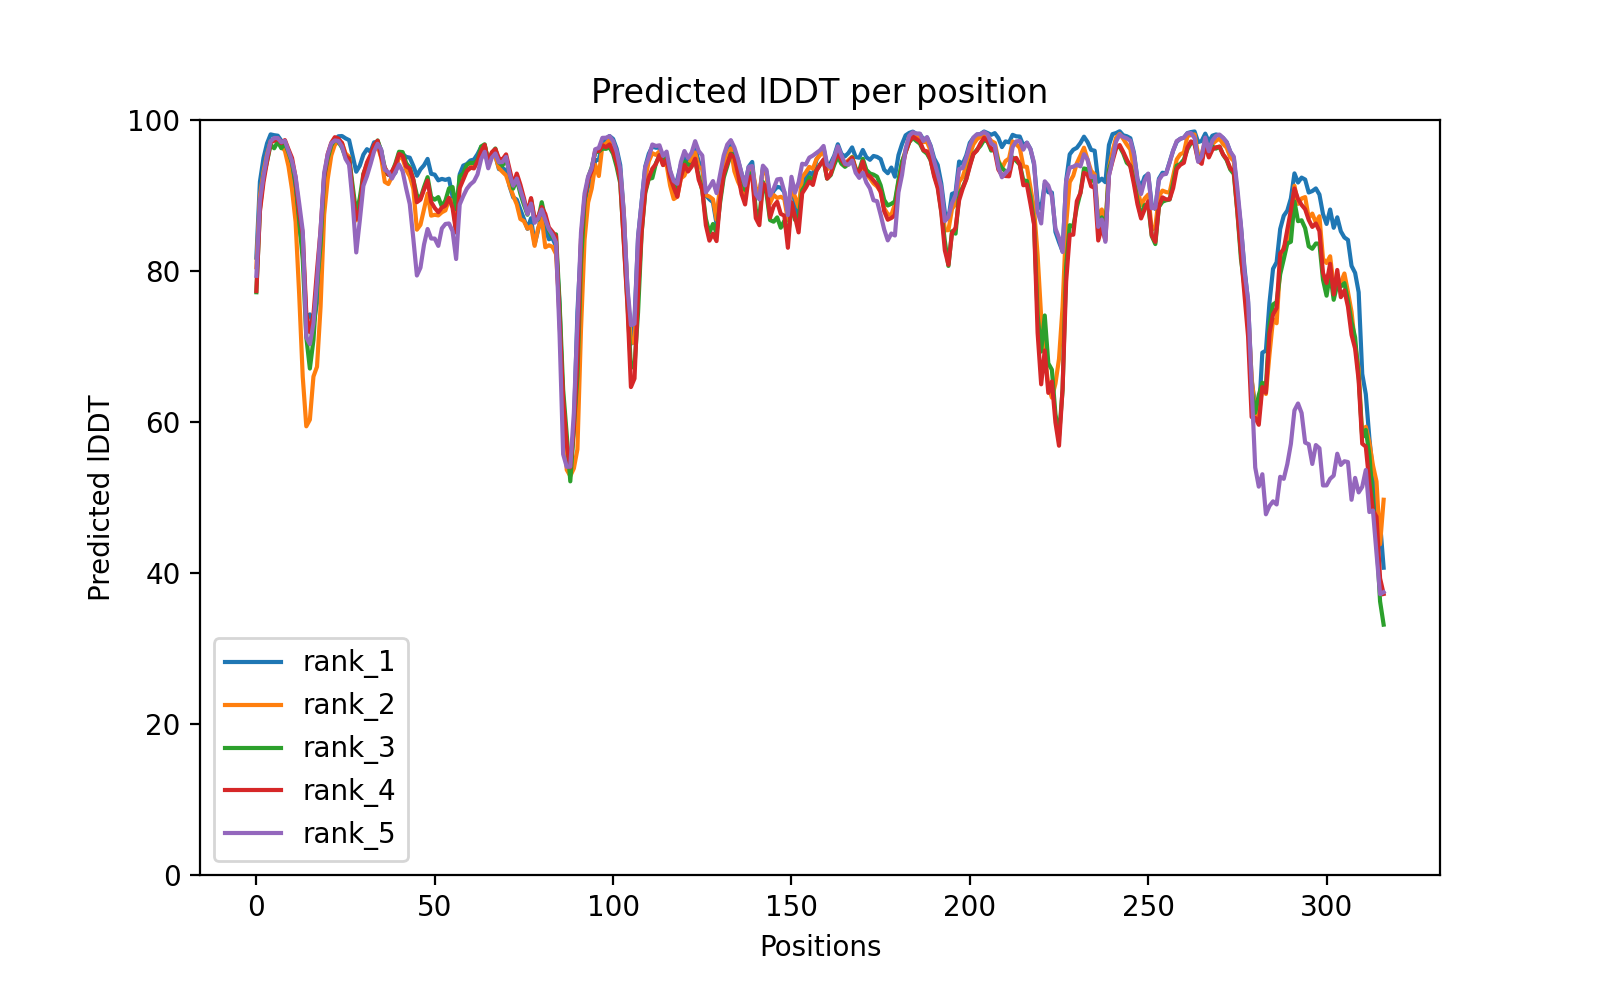 Predicted lDDT per position
100
80
60
40
20
0
Predicted lDDT
rank_1
rank_2
rank_3
rank_4
rank_5
0 50 100 150 200 250 300
Positions